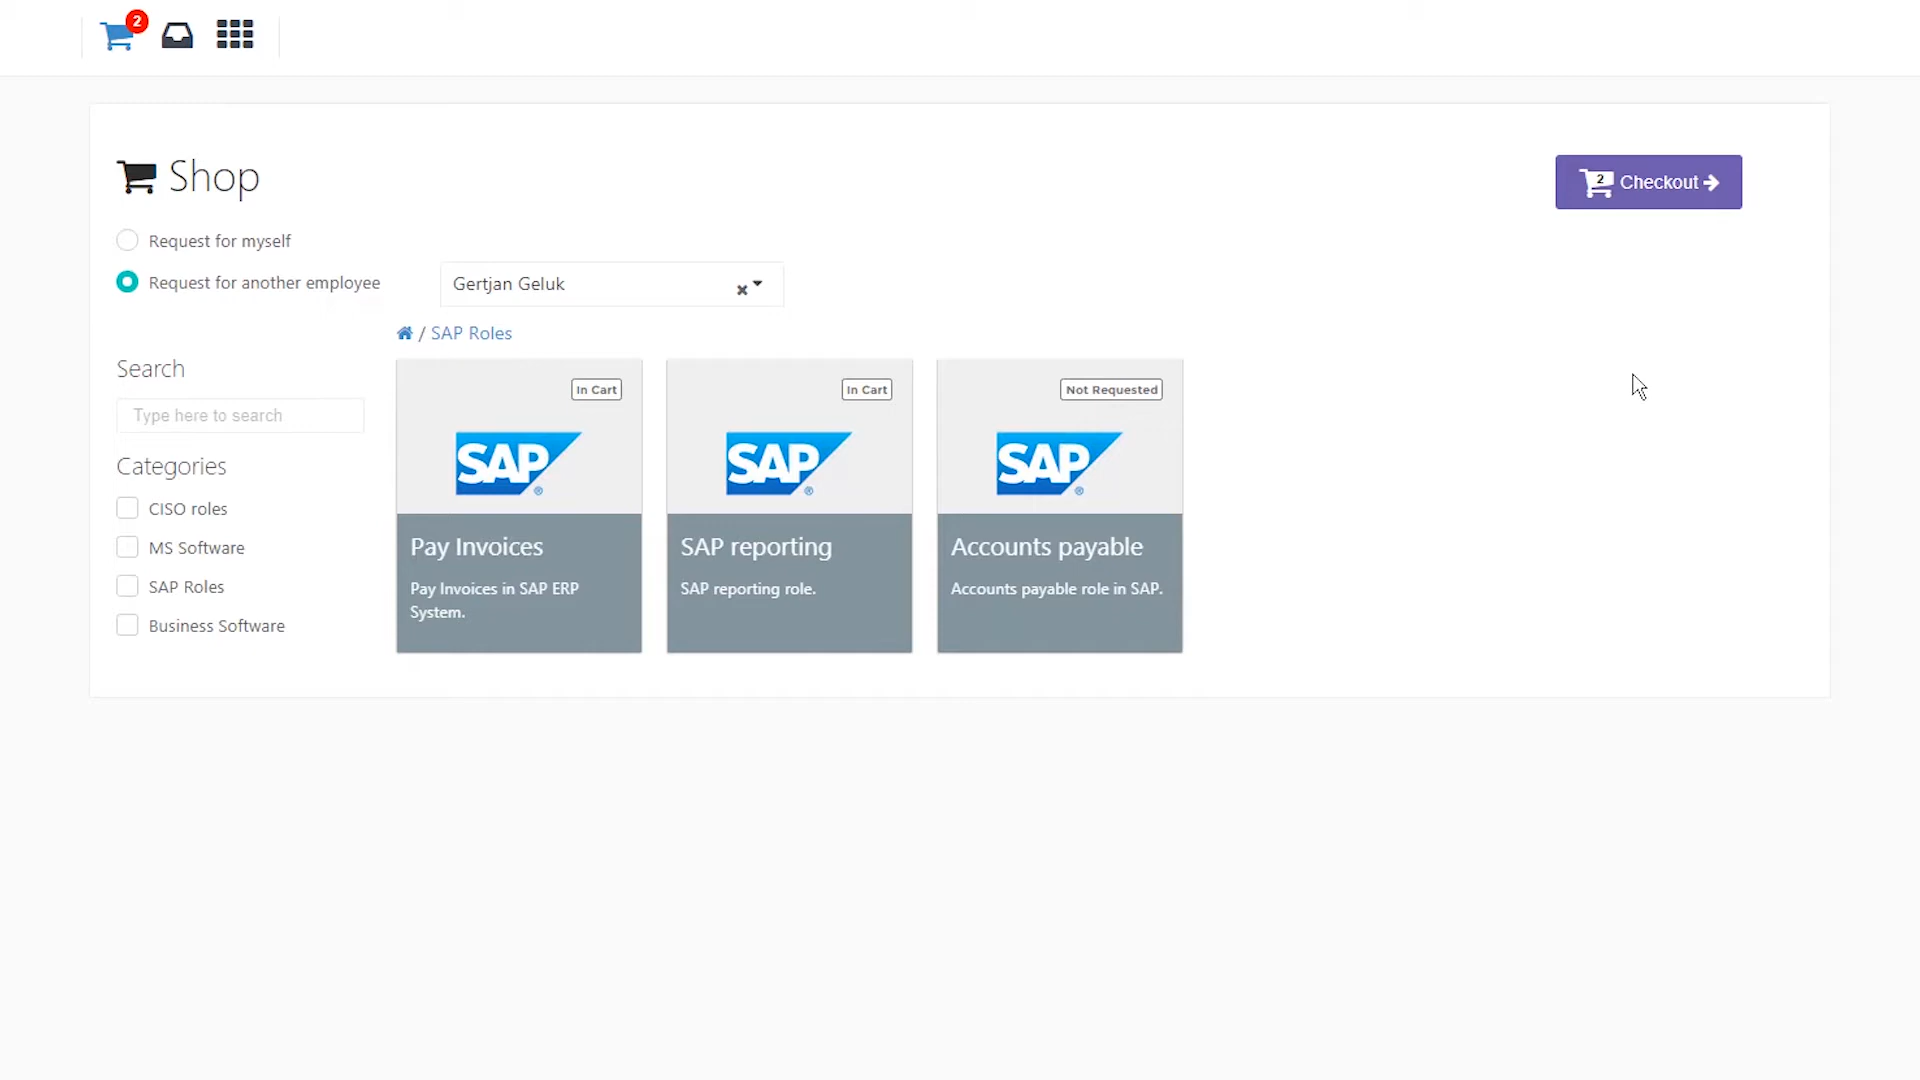 2
Shop
2 Checkout
Request for myself
Request for another employee
Gertjan Geluk
/ SAP Roles
Search
Type here to search
Categories
CISO roles
MS Software
SAP Roles
Business Software
In Cart
SAP®
Pay Invoices
Pay Invoices in SAP ERP
System.
In Cart
SAP®
SAP reporting
SAP reporting role.
Not Requested
SAP®
Accounts payable
Accounts payable role in SAP.